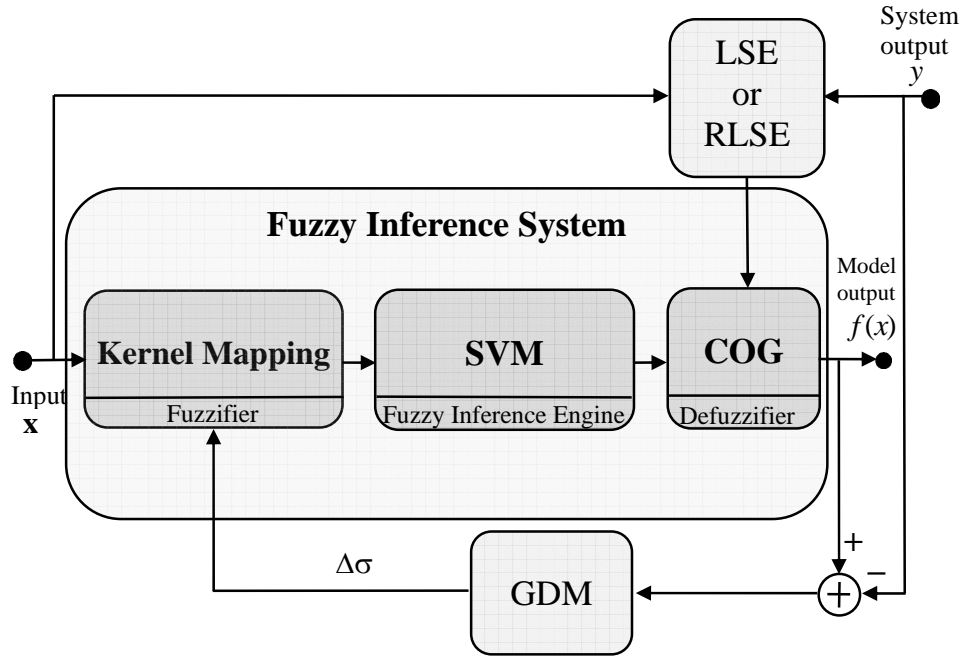 System
output
y
LSE
or
RLSE
Fuzzy Inference System
Model
output
f(x)
Kernel Mapping
Fuzzifier
SVM
Fuzzy Inference Engine
COG
Defuzzifier
Input
x
+
−
+
Δσ
GDM